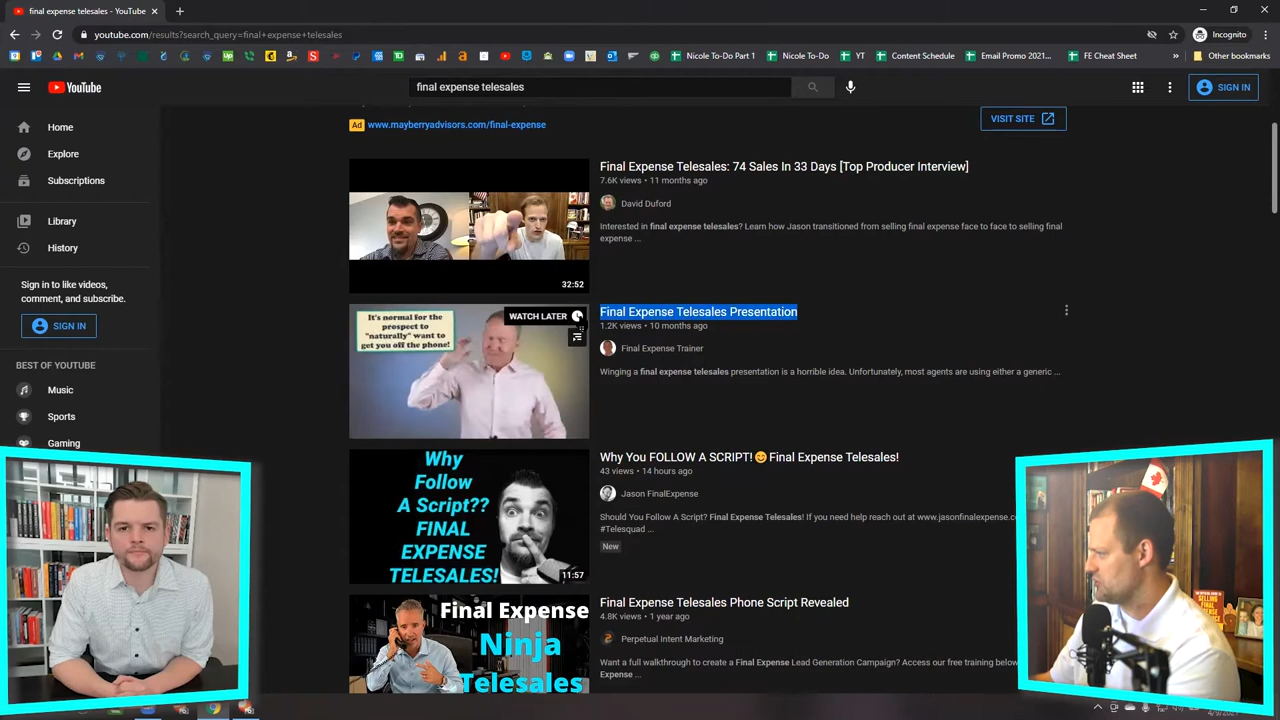 final expense telesales - YouTube
youtube.com/results?search_query=final+expense+telesales
Incognito
Nicole To-Do Part 1
Nicole To-Do
YT
Content Schedule
Email Promo 2021...
FE Cheat Sheet
Other bookmarks
YouTube
final expense telesales
SIGN IN
Home
Explore
Subscriptions
Library
History
Sign in to like videos,
comment, and subscribe.
SIGN IN
BEST OF YOUTUBE
Music
Sports
Gaming
Ad www.mayberryadvisors.com/final-expense
VISIT SITE
32:52
Final Expense Telesales: 74 Sales In 33 Days [Top Producer Interview]
7.6K views • 11 months ago
David Duford
Interested in final expense telesales? Learn how Jason transitioned from selling final expense face to face to selling final
expense ...
It's normal for the
prospect to
"naturally" want to
get you off the phone!
WATCH LATER
Final Expense Telesales Presentation
1.2K views • 10 months ago
Final Expense Trainer
Winging a final expense telesales presentation is a horrible idea. Unfortunately, most agents are using either a generic ...
Why
Follow
A Script??
FINAL
EXPENSE
TELESALES!
11:57
Why You FOLLOW A SCRIPT! 😊 Final Expense Telesales!
43 views • 14 hours ago
Jason FinalExpense
Should You Follow A Script? Final Expense Telesales! If you need help reach out at www.jasonfinalexpense.co
#Telesquad ...
New
Final Expense
Ninja
Telesales
Final Expense Telesales Phone Script Revealed
4.8K views • 1 year ago
Perpetual Intent Marketing
Want a full walkthrough to create a Final Expense Lead Generation Campaign? Access our free training below
Expense ...
SELLING
FINAL
EXPENSE